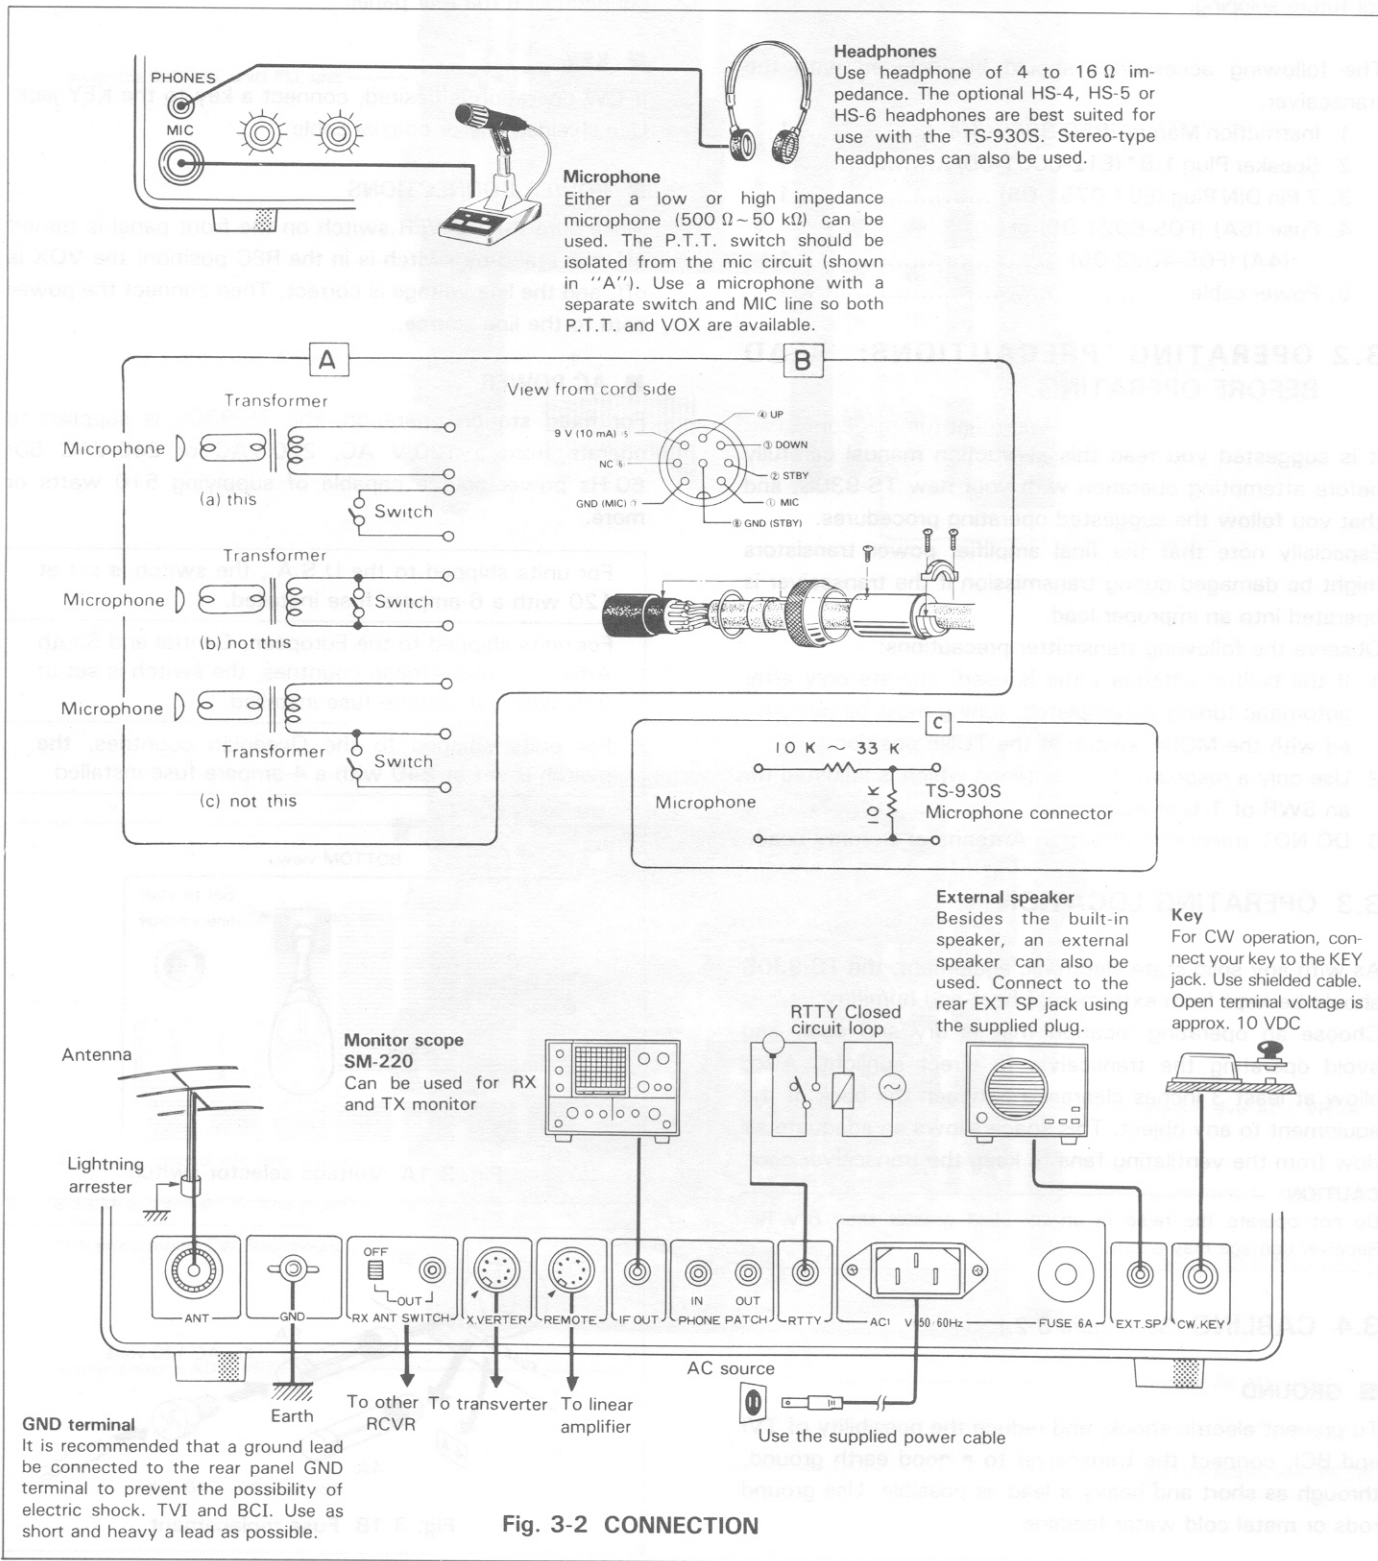 PHONES
MIC
Headphones
Use headphone of 4 to 16 Ω im-
pedance. The optional HS-4, HS-5 or
HS-6 headphones are best suited for
use with the TS-930S. Stereo-type
headphones can also be used.
Microphone
Either a low or high impedance
microphone (500 Ω ~ 50 kΩ) can be
used. The P.T.T. switch should be
isolated from the mic circuit (shown
in ''A''). Use a microphone with a
separate switch and MIC line so both
P.T.T. and VOX are available.
A
Transformer
Microphone
(a) this
Switch
Transformer
Microphone
Switch
(b) not this
Microphone
Transformer
Switch
(c) not this
B
View from cord side
④ UP
9 V (10 mA) ⑤
③ DOWN
NC ⑥
② STBY
GND (MIC) ⑦
① MIC
⑧ GND (STBY)
C
10 K ~ 33 K
Microphone
10 K
TS-930S
Microphone connector
External speaker
Besides the built-in
speaker, an external
speaker can also be
used. Connect to the
rear EXT SP jack using
the supplied plug.
Key
For CW operation, con-
nect your key to the KEY
jack. Use shielded cable.
Open terminal voltage is
approx. 10 VDC
RTTY Closed
circuit loop
Monitor scope
SM-220
Can be used for RX
and TX monitor
Antenna
Lightning
arrester
ANT
GND
OFF
OUT
RX ANT SWITCH
X.VERTER
REMOTE
IF OUT
IN OUT
PHONE PATCH
RTTY
AC V 50/60Hz
FUSE 6A
EXT.SP
CW.KEY
Earth
To other
RCVR
To transverter
To linear
amplifier
AC source
Use the supplied power cable
GND terminal
It is recommended that a ground lead
be connected to the rear panel GND
terminal to prevent the possibility of
electric shock. TVI and BCI. Use as
short and heavy a lead as possible.
Fig. 3-2 CONNECTION